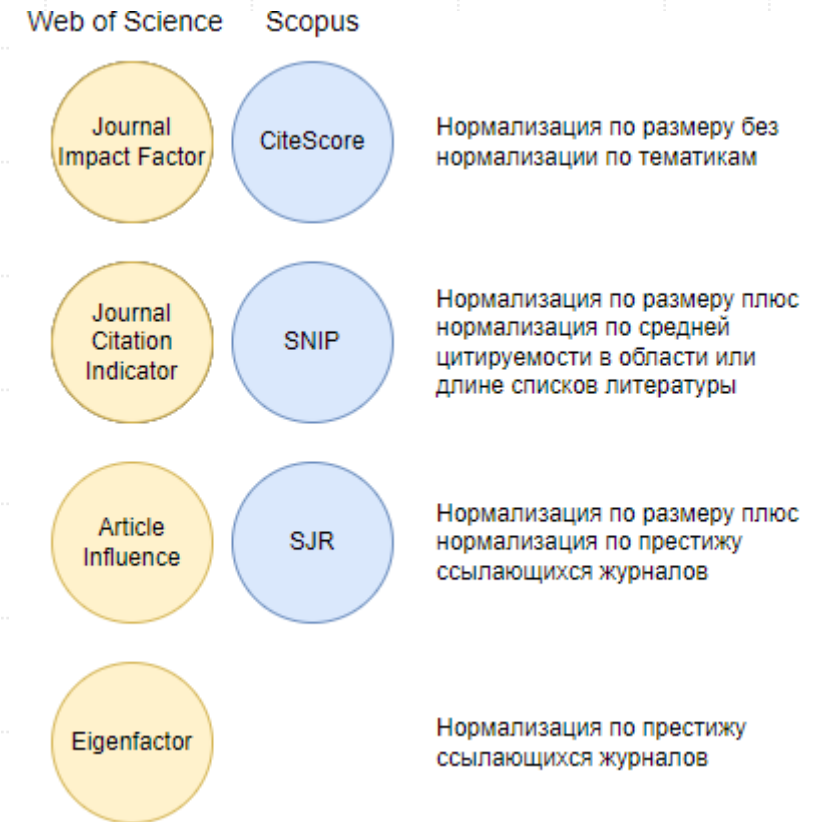 Web of Science Scopus
Journal
Impact Factor
CiteScore
Нормализация по размеру без
нормализации по тематикам
Journal
Citation
Indicator
SNIP
Нормализация по размеру плюс
нормализация по средней
цитируемости в области или
длине списков литературы
Article
Influence
SJR
Нормализация по размеру плюс
нормализация по престижу
ссылающихся журналов
Eigenfactor
Нормализация по престижу
ссылающихся журналов